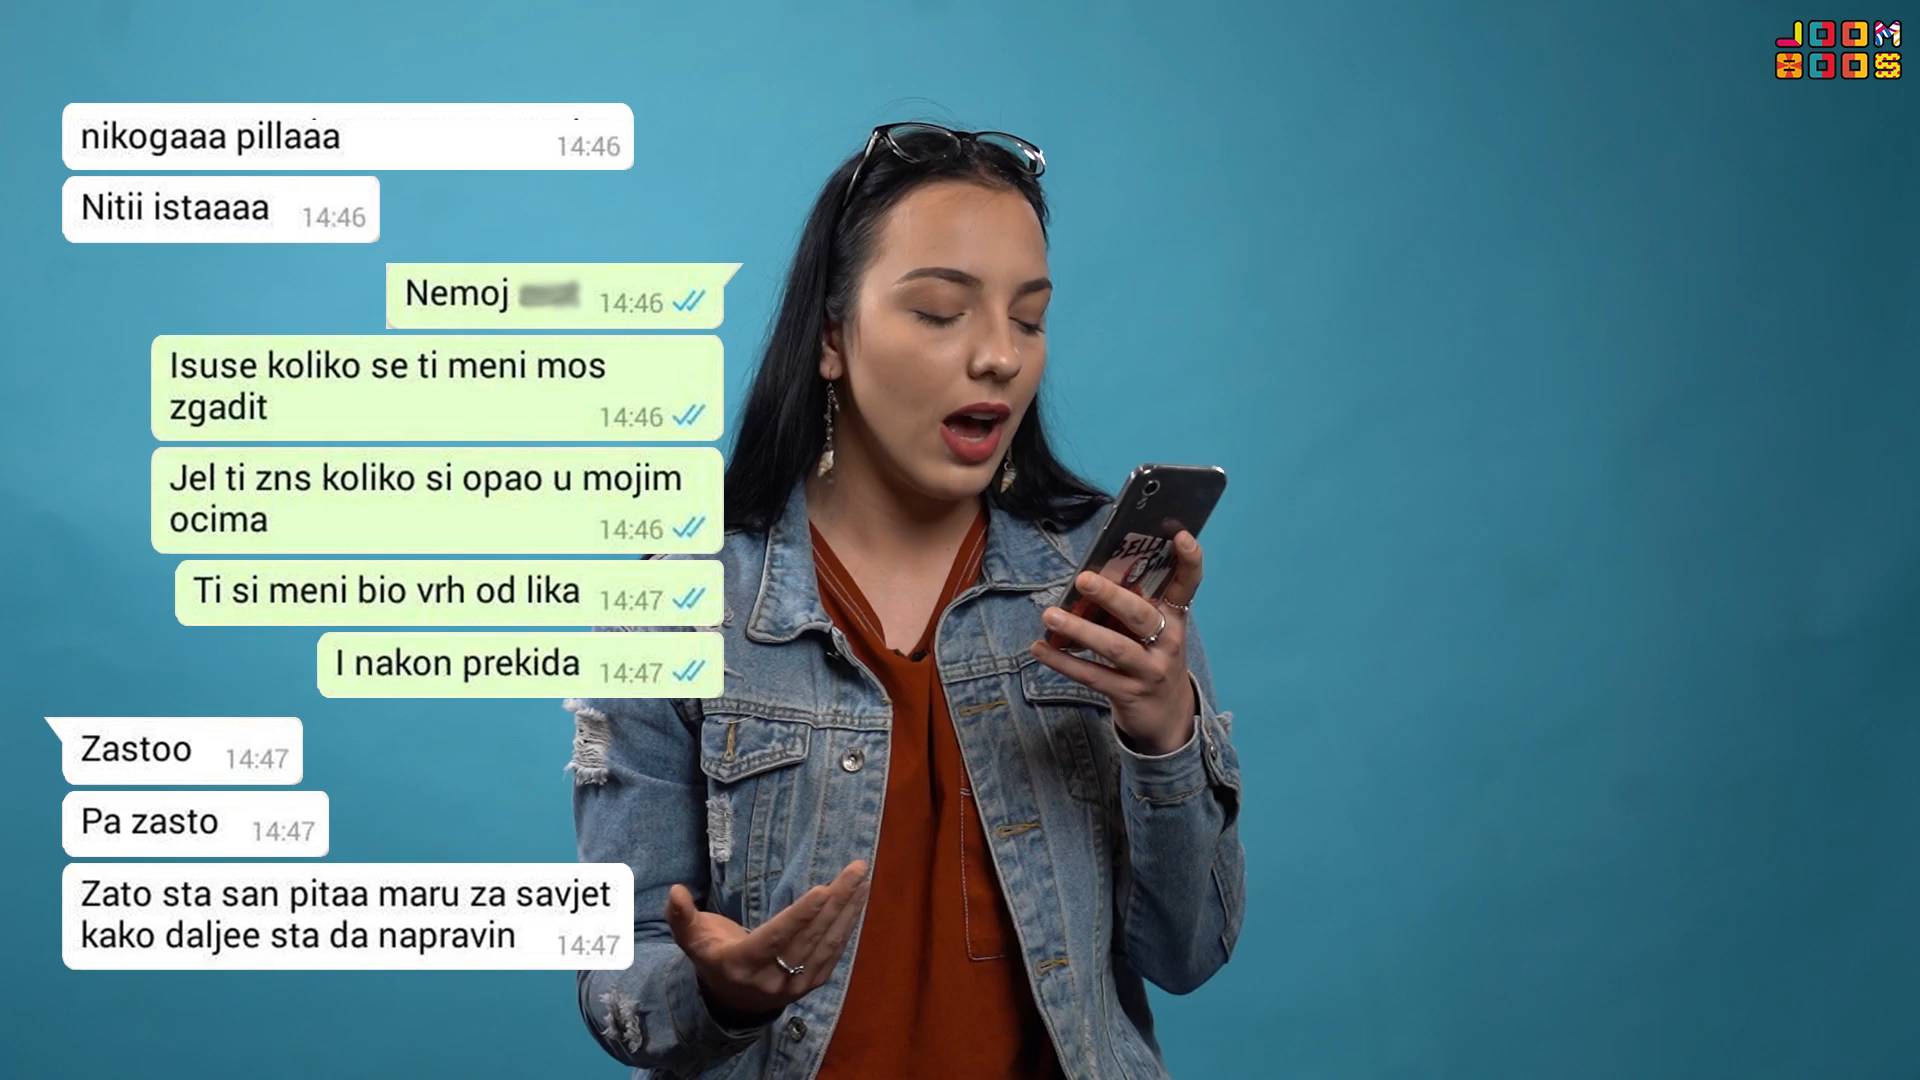 JOOM
BOOS
nikogaaa pillaaa 14:46
Nitii istaaaa 14:46
Nemoj 14:46
Isuse koliko se ti meni mos
zgadit 14:46
Jel ti zns koliko si opao u mojim
ocima 14:46
Ti si meni bio vrh od lika 14:47
I nakon prekida 14:47
Zastoo 14:47
Pa zasto 14:47
Zato sta san pitaa maru za savjet
kako daljee sta da napravin 14:47